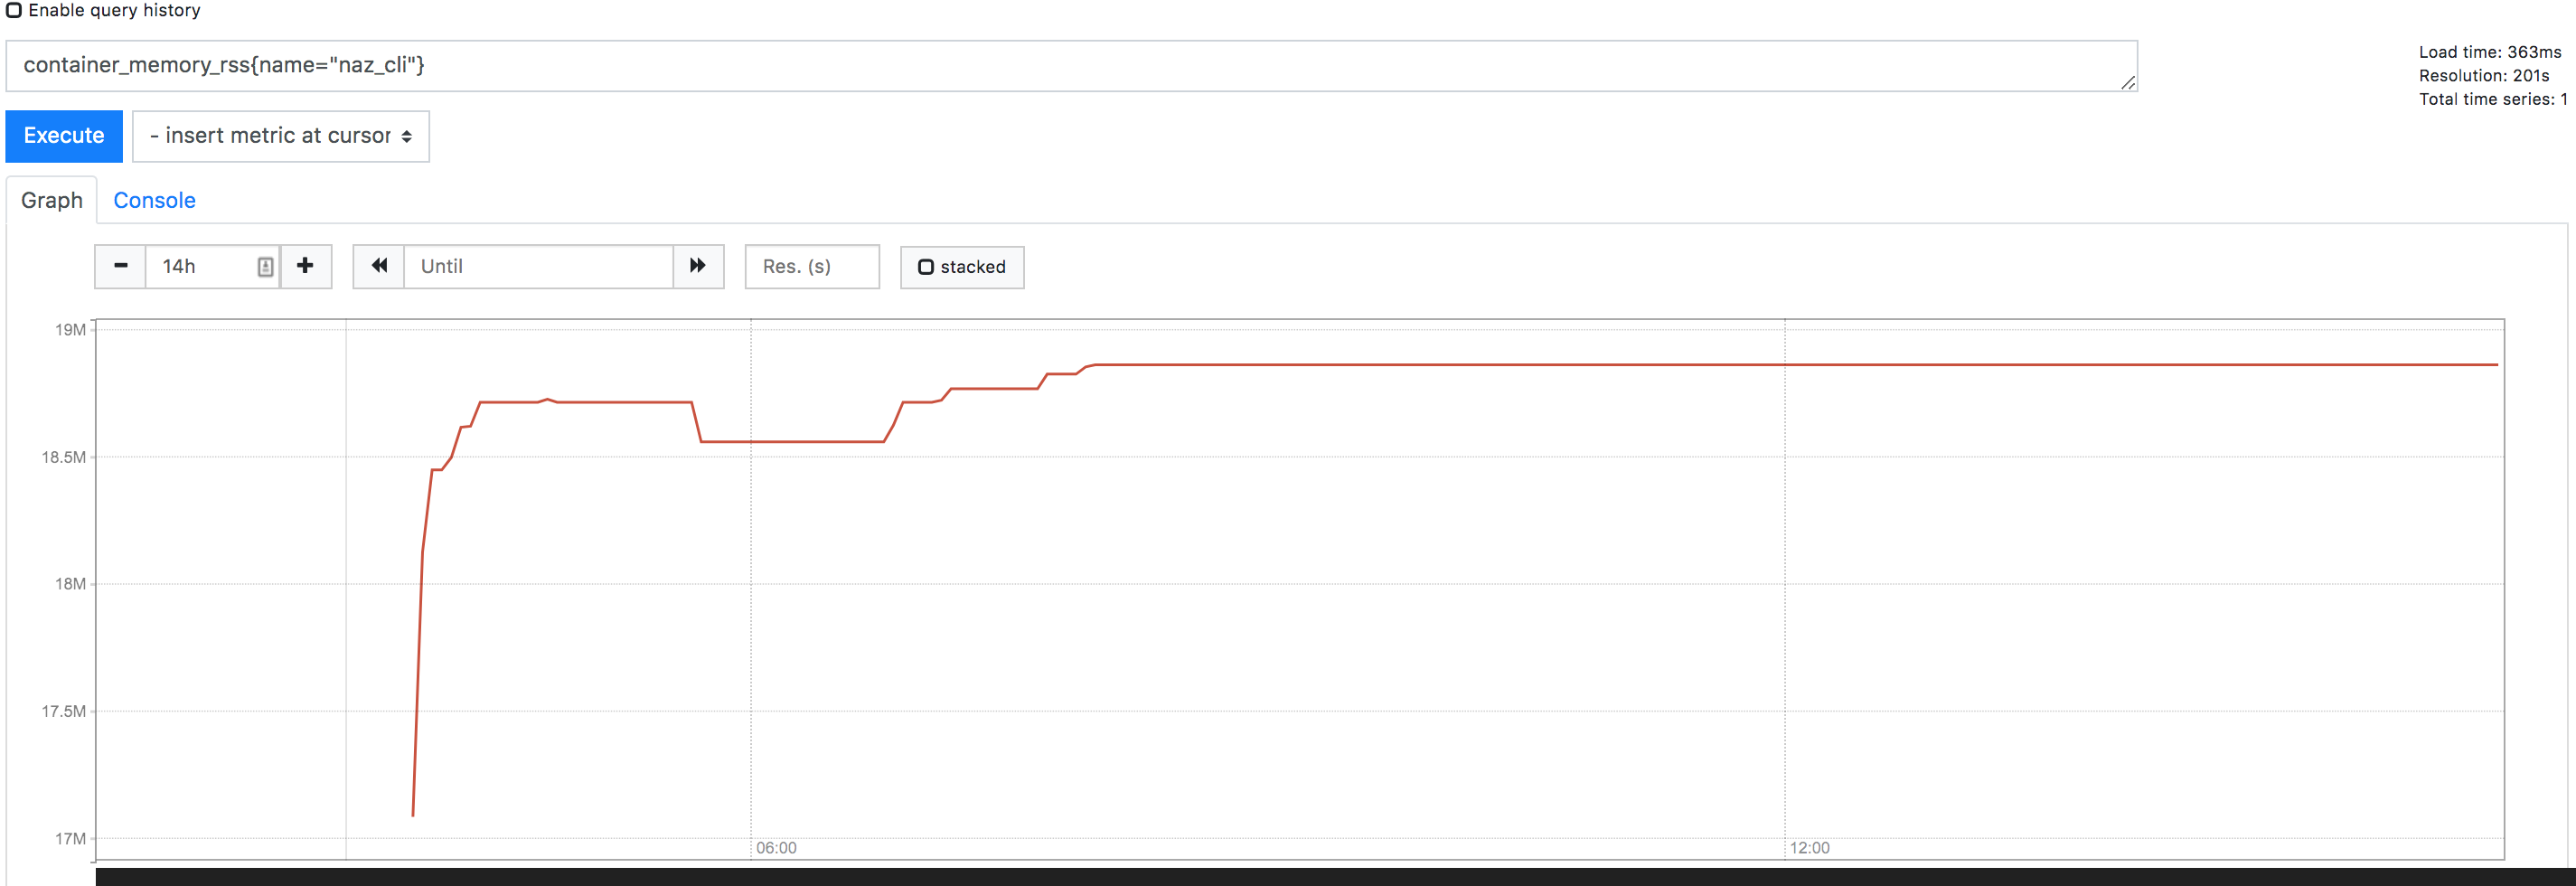 Enable query history
container_memory_rss{name="naz_cli"}
Load time: 363ms
Resolution: 201s
Total time series: 1
Execute
- insert metric at cursor
Graph
Console
14h
Until
Res. (s)
stacked
19M
18.5M
18M
17.5M
17M
06:00
12:00